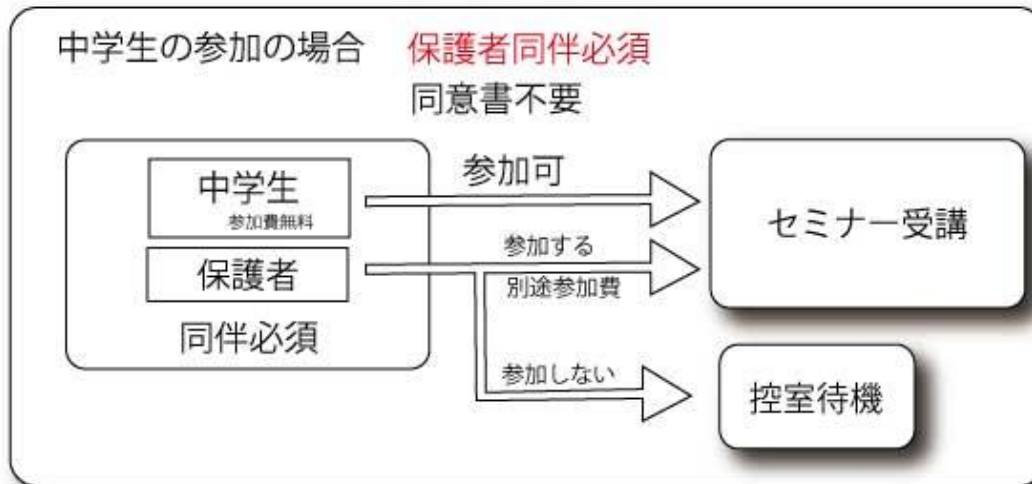 中学生の参加の場合 保護者同伴必須
同意書不要
中学生
参加費無料
保護者
同伴必須
参加可
参加する
別途参加費
参加しない
セミナー受講
控室待機